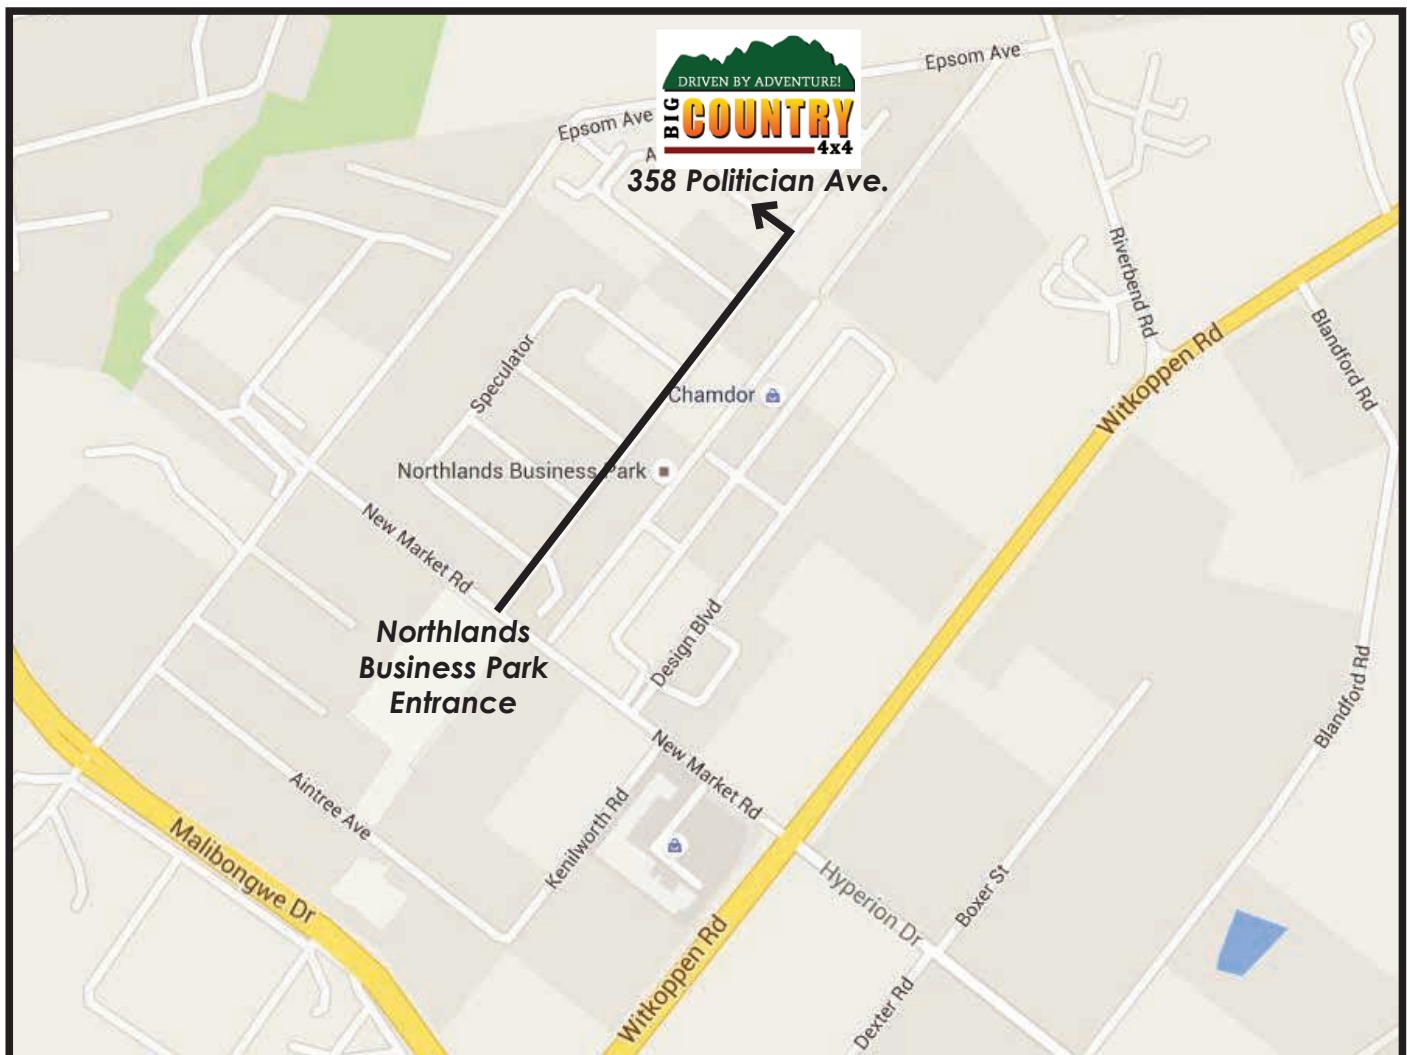 Epsom Ave
DRIVEN BY ADVENTURE!
BIG
COUNTRY
4x4
Epsom Ave
A
358 Politician Ave.
Riverbend Rd
Blandford Rd
Witkoppen Rd
Speculator
Chamdor
Northlands Business Park
New Market Rd
Northlands
Business Park
Entrance
Design Blvd
Blandford Rd
New Market Rd
Aintree Ave
Kenilworth Rd
Malibongwe Dr
Hyperion Dr
Boxer St
Witkoppen Rd
Dexter Rd